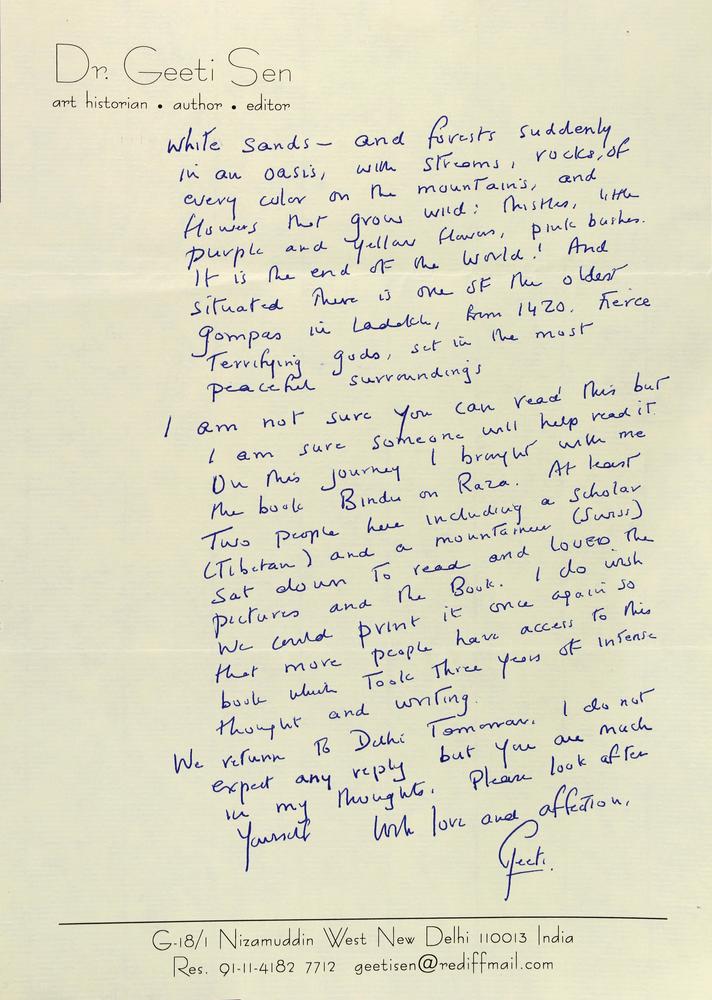 Dr. Geeti Sen
art historian • author • editor
white sands – and forests suddenly
in an oasis, with streams, rocks, of
every color on the mountains, and
flowers that grow wild: thistles, little
purple and yellow flowers, pink bushes.
It is the end of the World! And
situated there is one of the oldest
gompas in Ladakh, from 1420. Fierce
Terrifying gods, set in the most
peaceful surroundings
I am not sure you can read this but
I am sure someone will help read it
On this journey I brought with me
the book Bindu on Raza. At least
Two people here including a scholar
(Tibetan) and a mountaineer (Swiss)
sat down to read and LOVED the
pictures and the Book. I do wish
we could print it once again so
that more people have access to this
book which Took Three years of intense
thought and writing.
We return to Delhi Tomorrow. I do not
expect any reply but you are much
in my thoughts. Please look after
yourself With love and affection,
Geeti.
G-18/1 Nizamuddin West New Delhi 110013 India
Res. 91-11-4182 7712 geetisen@rediffmail.com